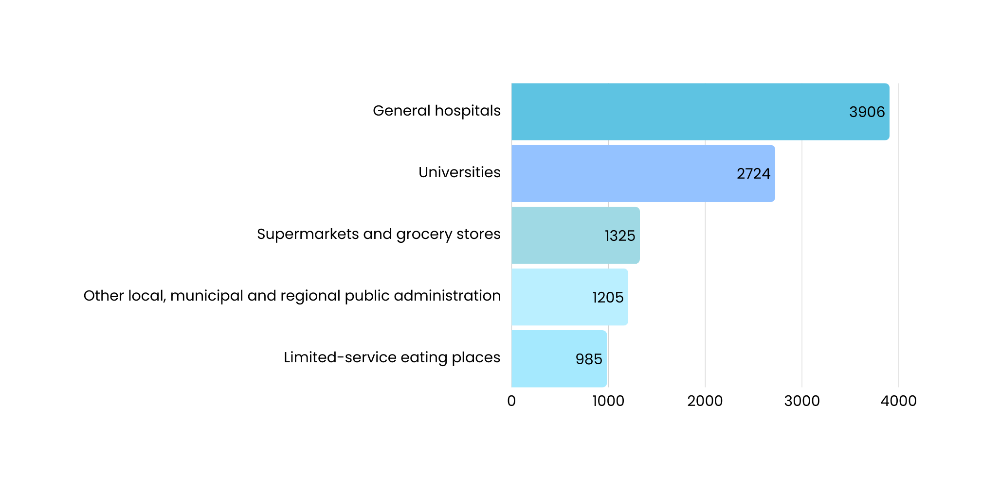 General hospitals
3906
Universities
2724
Supermarkets and grocery stores
1325
Other local, municipal and regional public administration
1205
Limited-service eating places
985
0 1000 2000 3000 4000